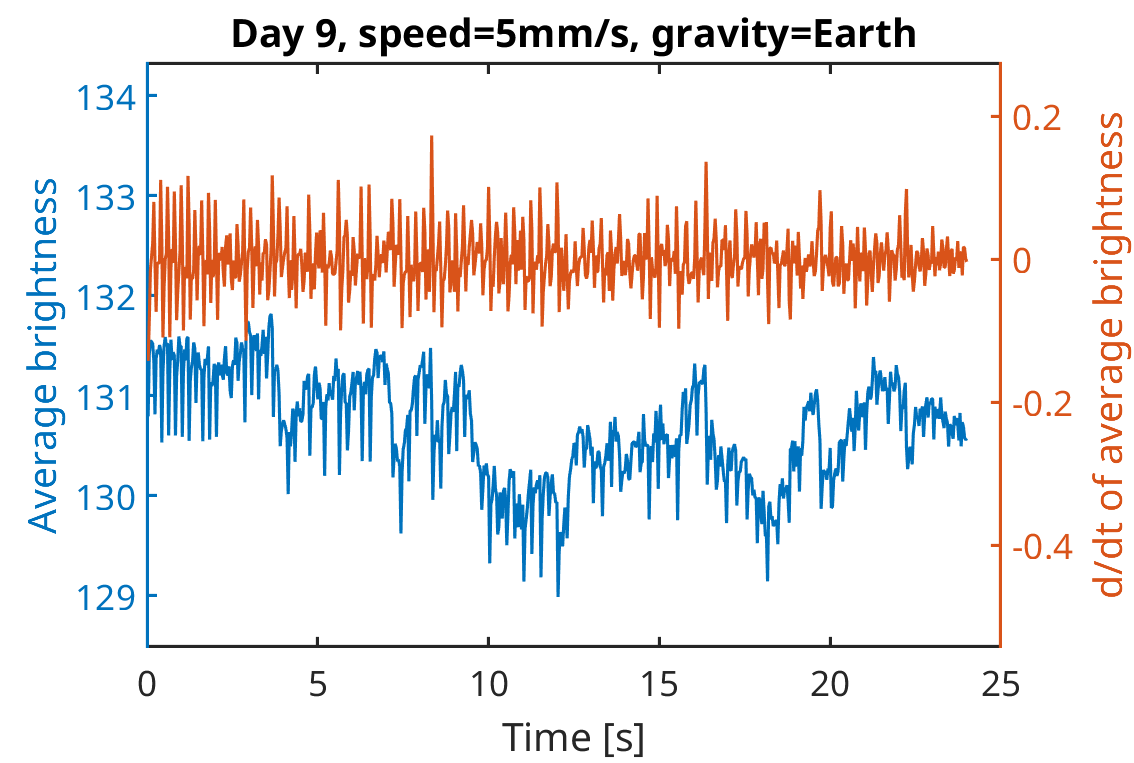 Day 9, speed=5mm/s, gravity=Earth
Average brightness
134
133
132
131
130
129
0.2
0
-0.2
-0.4
d/dt of average brightness
0 5 10 15 20 25
Time [s]